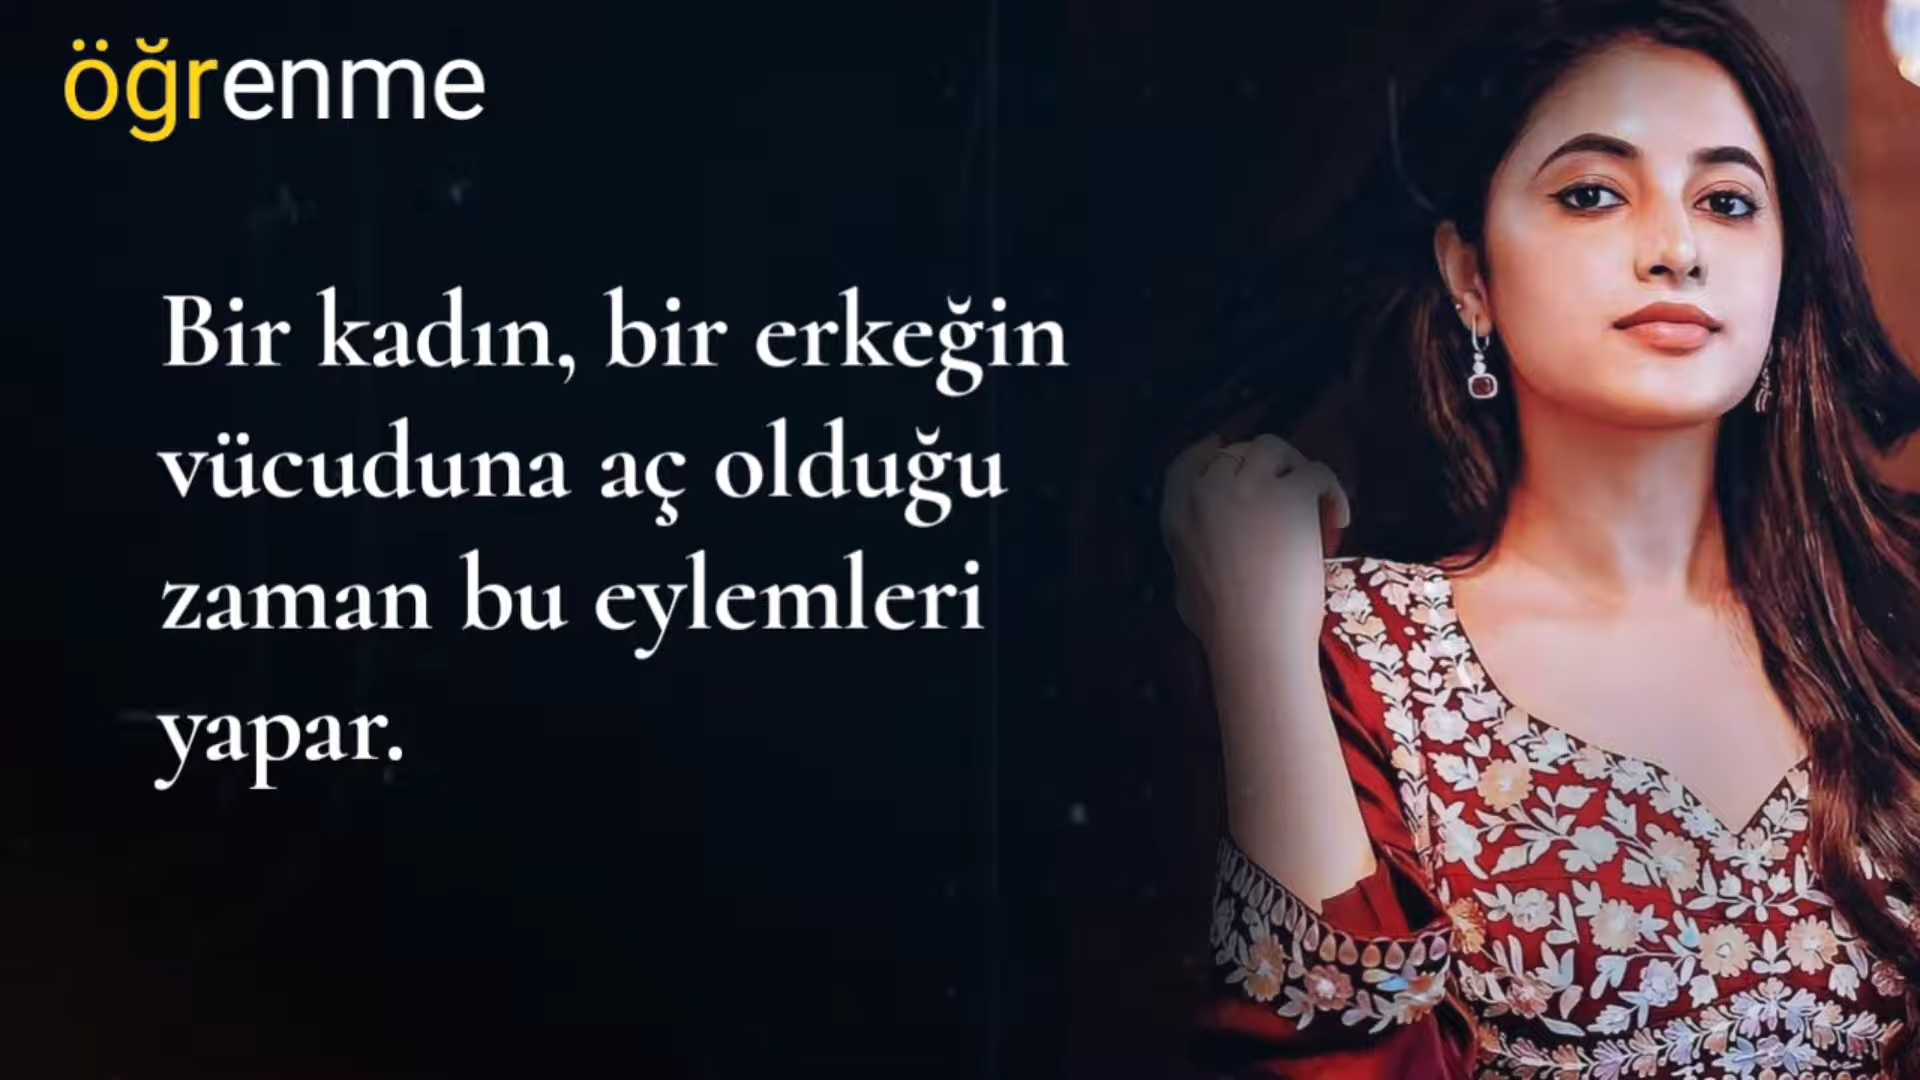 öğrenme
Bir kadın, bir erkeğin
vücuduna aç olduğu
zaman bu eylemleri
yapar.